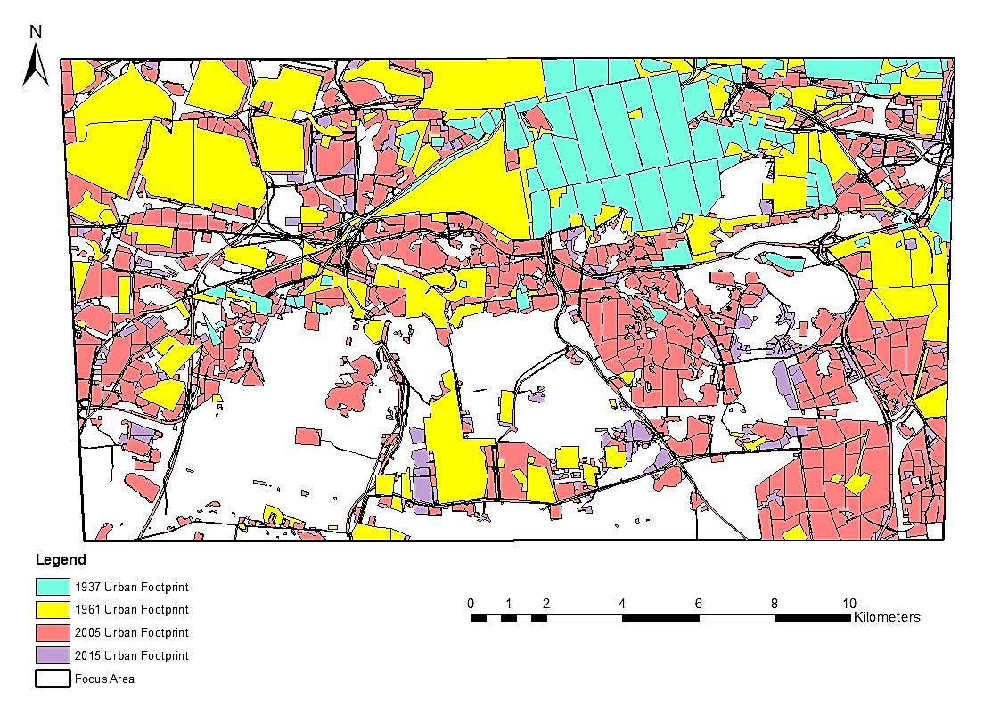 N
Legend
1937 Urban Footprint
1961 Urban Footprint
2005 Urban Footprint
2015 Urban Footprint
Focus Area
0 1 2 4 6 8 10
Kilometers